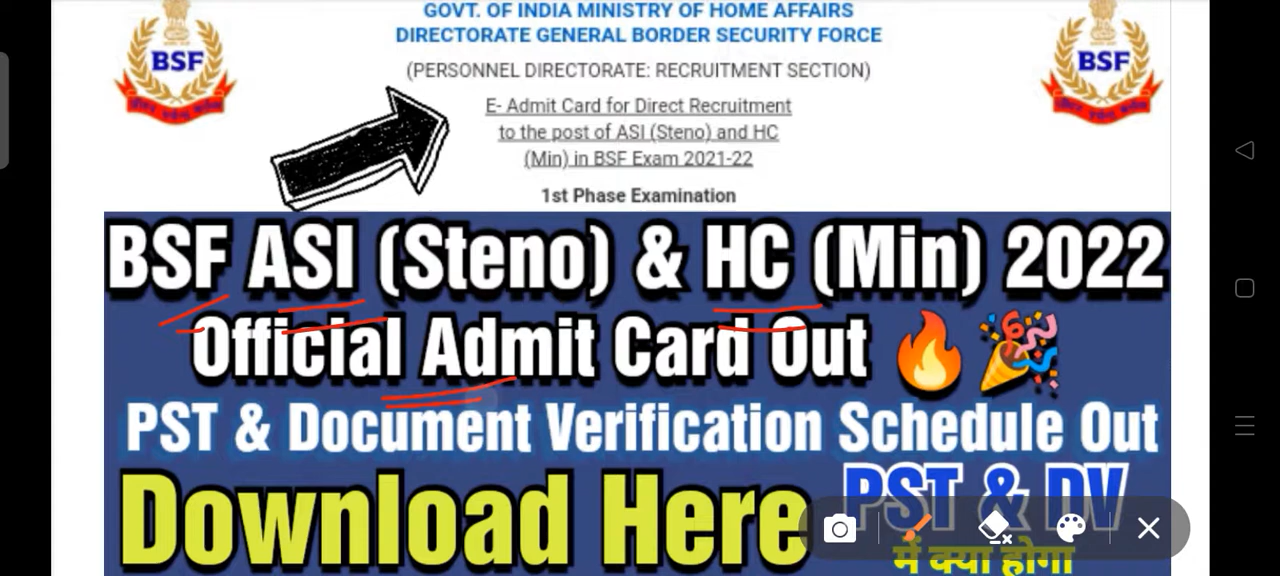 GOVT. OF INDIA MINISTRY OF HOME AFFAIRS
DIRECTORATE GENERAL BORDER SECURITY FORCE
(PERSONNEL DIRECTORATE: RECRUITMENT SECTION)
BSF
BSF
E- Admit Card for Direct Recruitment
to the post of ASI (Steno) and HC
(Min) in BSF Exam 2021-22
1st Phase Examination
BSF ASI (Steno) & HC (Min) 2022
Official Admit Card Out
PST & Document Verification Schedule Out
Download Here
PST & DV
में क्या होगा